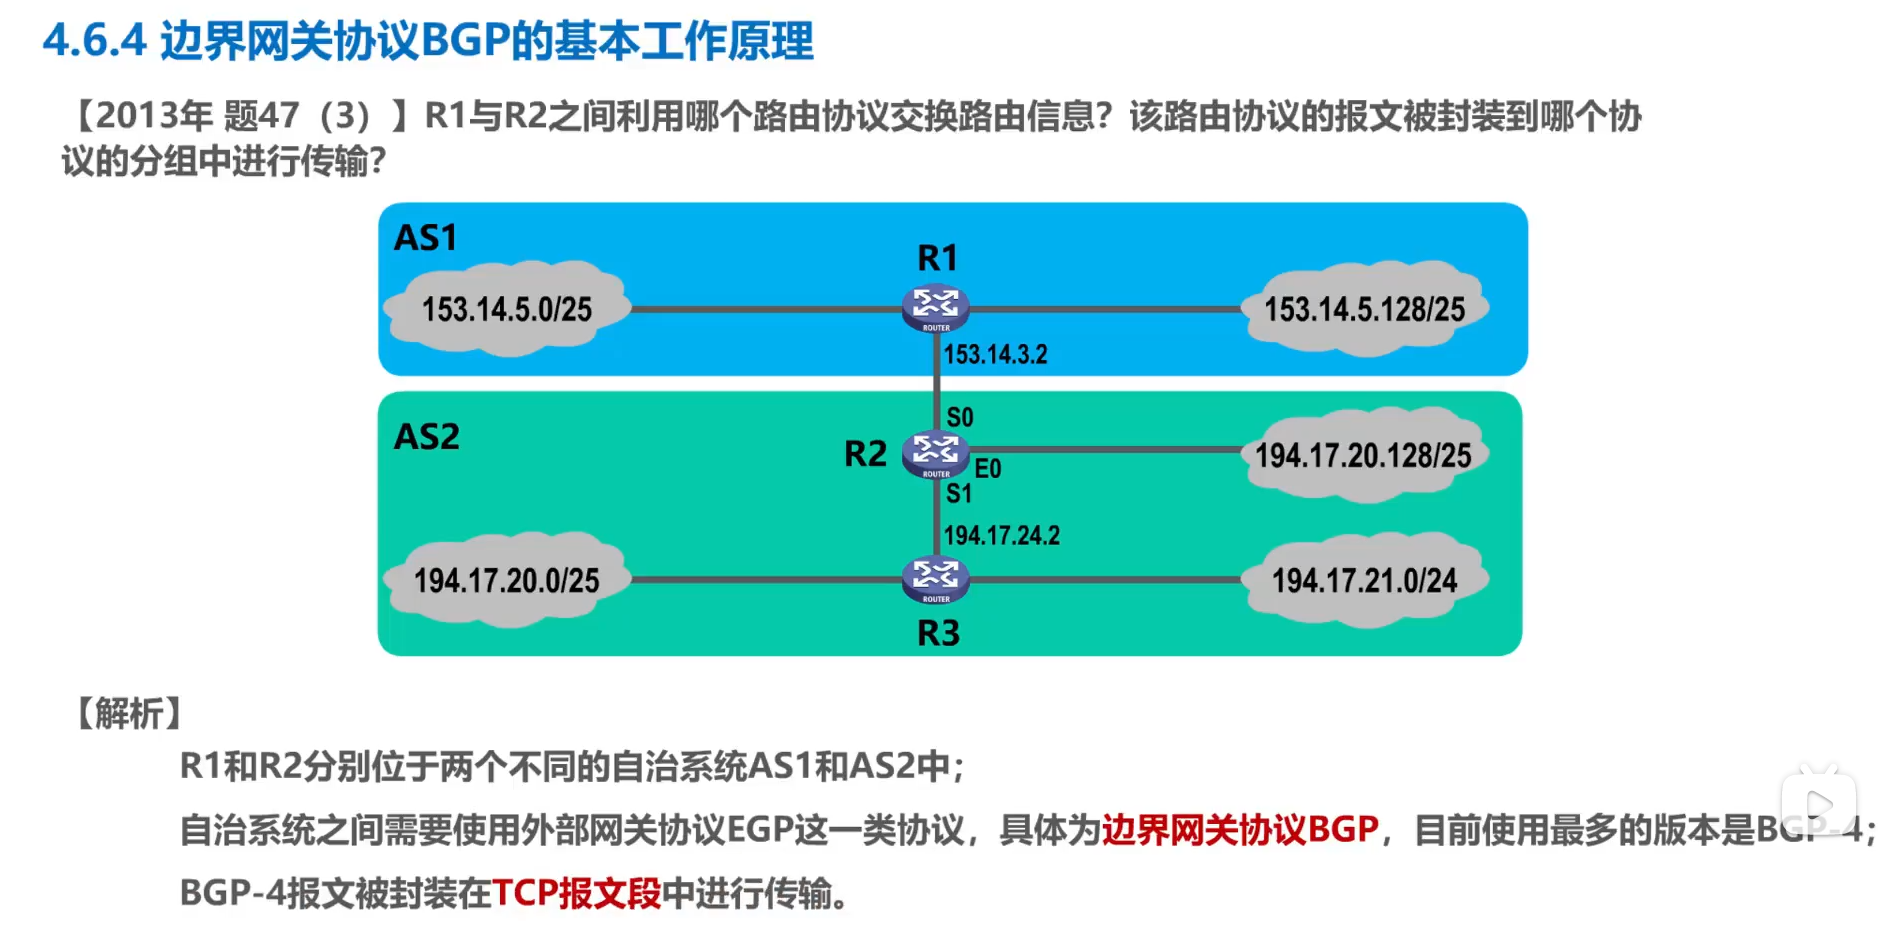 4.6.4 边界网关协议BGP的基本工作原理
【2013年 题47（3）】R1与R2之间利用哪个路由协议交换路由信息？该路由协议的报文被封装到哪个协
议的分组中进行传输？
AS1
R1
153.14.5.0/25
ROUTER
153.14.5.128/25
153.14.3.2
AS2
S0
R2
ROUTER
194.17.20.128/25
E0
S1
194.17.24.2
194.17.20.0/25
ROUTER
194.17.21.0/24
R3
【解析】
R1和R2分别位于两个不同的自治系统AS1和AS2中；
自治系统之间需要使用外部网关协议EGP这一类协议，具体为边界网关协议BGP，目前使用最多的版本是BGP-4；
BGP-4报文被封装在TCP报文段中进行传输。